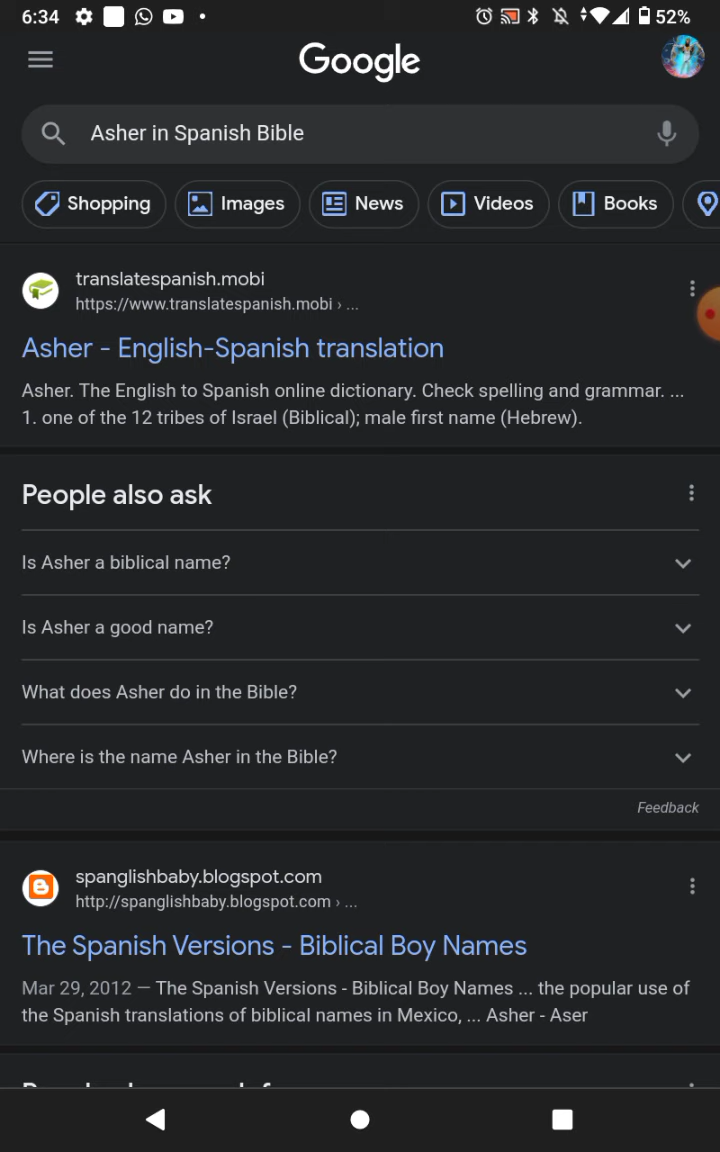 6:34 52%
Google
Asher in Spanish Bible
Shopping Images News Videos Books
translatespanish.mobi
https://www.translatespanish.mobi › ...
Asher - English-Spanish translation
Asher. The English to Spanish online dictionary. Check spelling and grammar. ...
1. one of the 12 tribes of Israel (Biblical); male first name (Hebrew).
People also ask
Is Asher a biblical name?
Is Asher a good name?
What does Asher do in the Bible?
Where is the name Asher in the Bible?
Feedback
spanglishbaby.blogspot.com
http://spanglishbaby.blogspot.com › ...
The Spanish Versions - Biblical Boy Names
Mar 29, 2012 — The Spanish Versions - Biblical Boy Names ... the popular use of
the Spanish translations of biblical names in Mexico, ... Asher - Aser